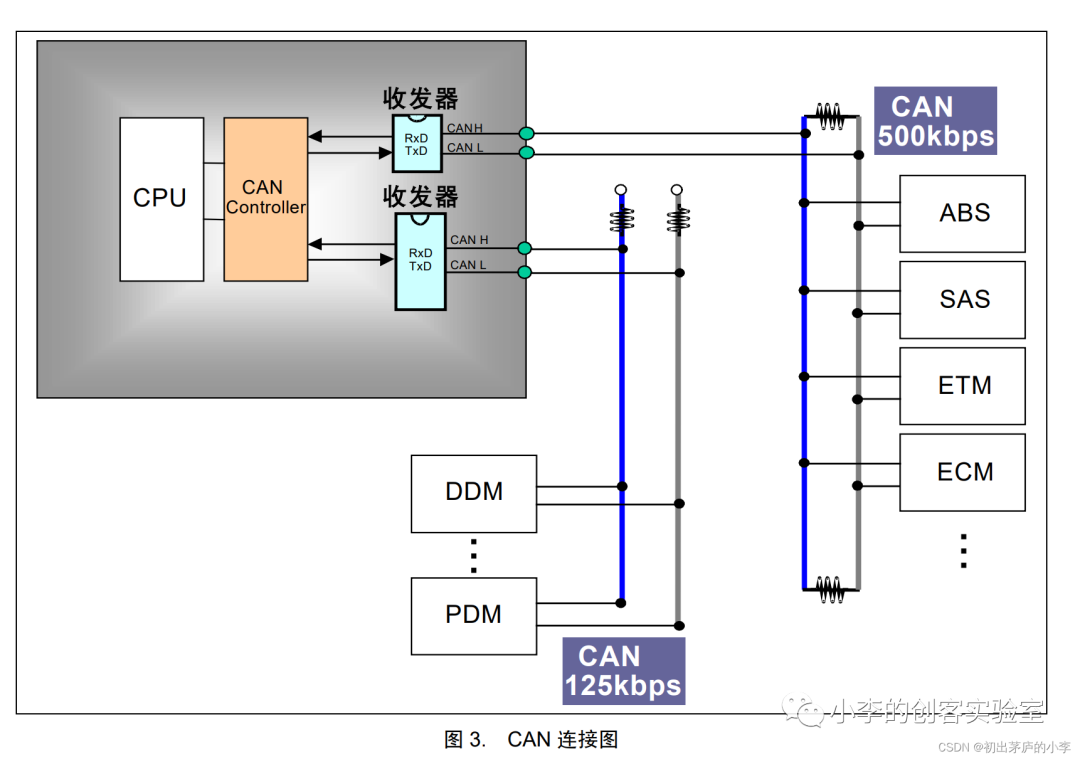 收发器
RxD
TxD
CANH
CAN L
CPU
CAN
Controller
收发器
RxD
TxD
CAN H
CAN L
CAN
500kbps
ABS
SAS
ETM
ECM
DDM
PDM
CAN
125kbps
小李的创客实验室
图 3. CAN 连接图
CSDN @初出茅庐的小李